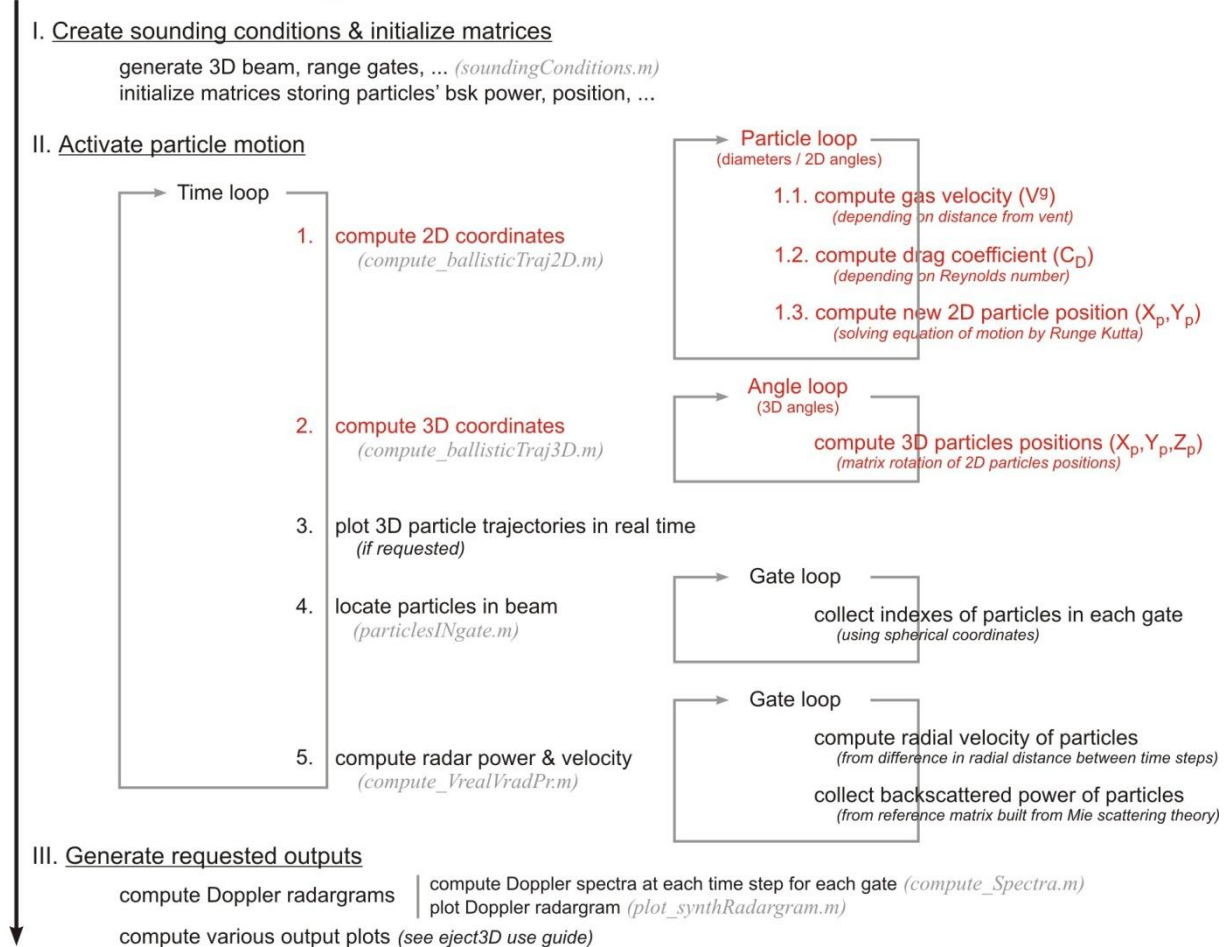 I. Create sounding conditions & initialize matrices
generate 3D beam, range gates, ... (soundingConditions.m)
initialize matrices storing particles' bsk power, position, ...
II. Activate particle motion
Time loop
1. compute 2D coordinates
(compute_ballisticTraj2D.m)
Particle loop
(diameters / 2D angles)
1.1. compute gas velocity (Vg)
(depending on distance from vent)
1.2. compute drag coefficient (CD)
(depending on Reynolds number)
1.3. compute new 2D particle position (Xp,Yp)
(solving equation of motion by Runge Kutta)
2. compute 3D coordinates
(compute_ballisticTraj3D.m)
Angle loop
(3D angles)
compute 3D particles positions (Xp,Yp,Zp)
(matrix rotation of 2D particles positions)
3. plot 3D particle trajectories in real time
(if requested)
4. locate particles in beam
(particlesINgate.m)
Gate loop
collect indexes of particles in each gate
(using spherical coordinates)
5. compute radar power & velocity
(compute_VrealVradPr.m)
Gate loop
compute radial velocity of particles
(from difference in radial distance between time steps)
collect backscattered power of particles
(from reference matrix built from Mie scattering theory)
III. Generate requested outputs
compute Doppler radargrams
compute Doppler spectra at each time step for each gate (compute_Spectra.m)
plot Doppler radargram (plot_synthRadargram.m)
compute various output plots (see eject3D use guide)